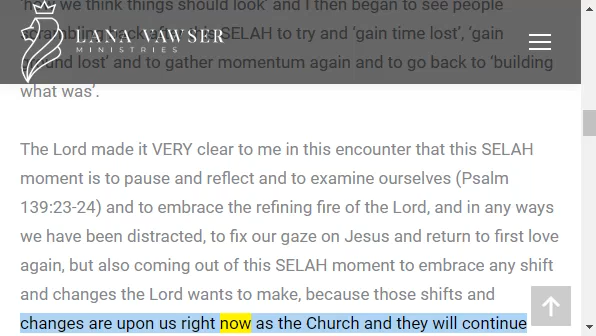 'how we think things should look' and I then began to see people
scrambling back after this SELAH to try and 'gain time lost', 'gain
LANA VAWSER
MINISTRIES
ground lost' and to gather momentum again and to go back to 'building
what was'.
The Lord made it VERY clear to me in this encounter that this SELAH
moment is to pause and reflect and to examine ourselves (Psalm
139:23-24) and to embrace the refining fire of the Lord, and in any ways
we have been distracted, to fix our gaze on Jesus and return to first love
again, but also coming out of this SELAH moment to embrace any shift
and changes the Lord wants to make, because those shifts and
changes are upon us right now as the Church and they will continue